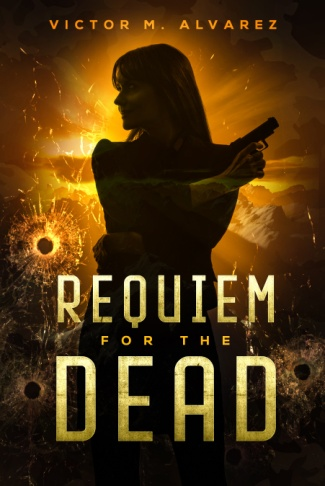 VICTOR M. ALVAREZ
REQUIEM
FOR THE
DEAD